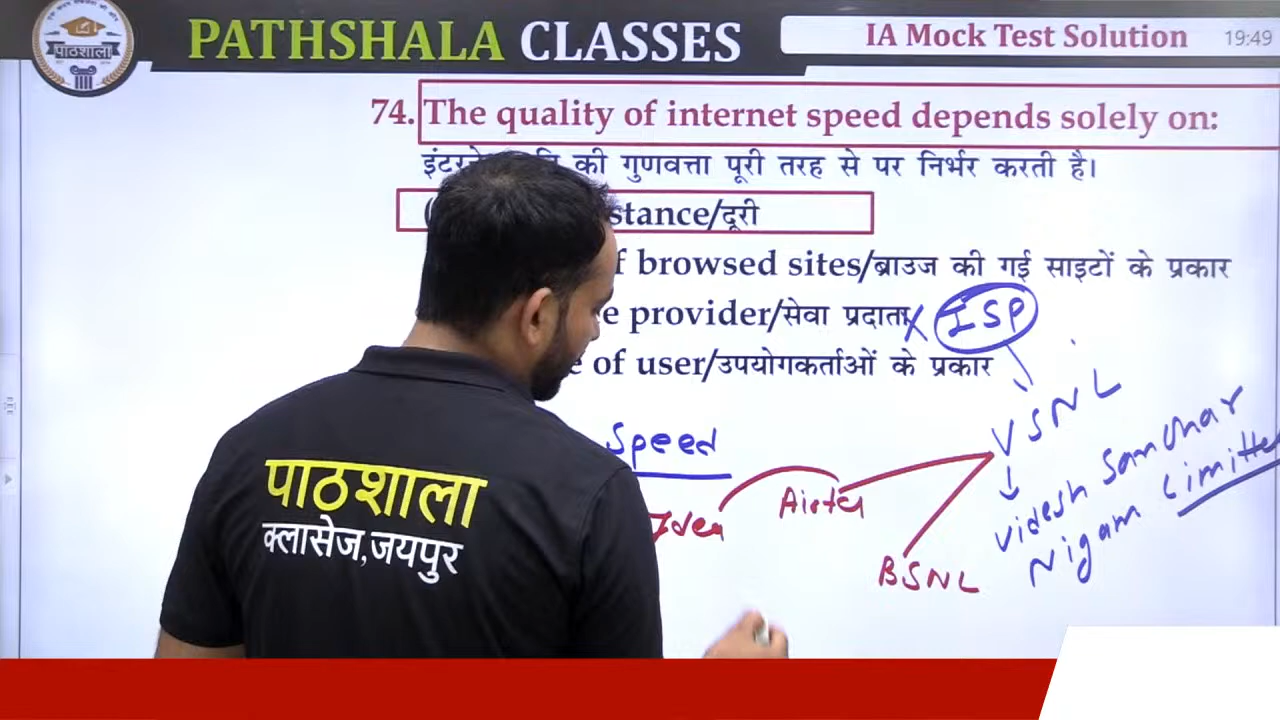 PATHSHALA CLASSES
IA Mock Test Solution
19:49
पाठशाला
74. The quality of internet speed depends solely on:
की गुणवत्ता पूरी तरह से पर निर्भर करती है।
stance/दूरी
f browsed sites/ब्राउज की गई साइटों के प्रकार
e provider/सेवा प्रदाता
ISP
e of user/उपयोगकर्ताओं के प्रकार
Speed
VSNL
Idea
Airtel
BSNL
Videsh Sanchar
Nigam Limitted
पाठशाला
क्लासेज,जयपुर